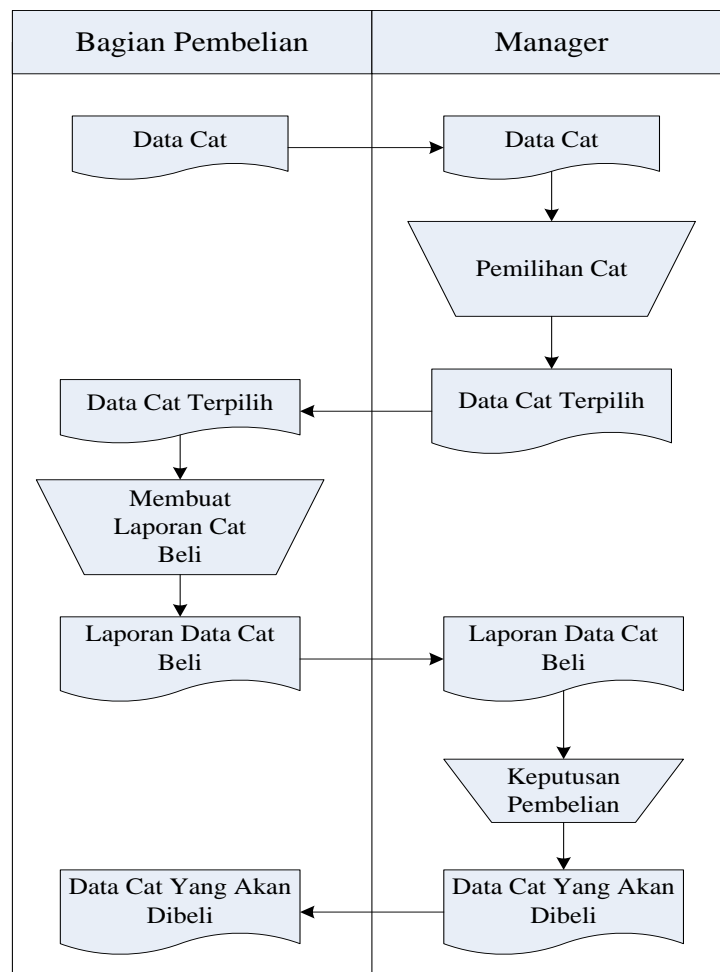 Bagian Pembelian
Manager
Data Cat
Data Cat
Pemilihan Cat
Data Cat Terpilih
Data Cat Terpilih
Membuat
Laporan Cat
Beli
Laporan Data Cat
Beli
Laporan Data Cat
Beli
Keputusan
Pembelian
Data Cat Yang Akan
Dibeli
Data Cat Yang Akan
Dibeli